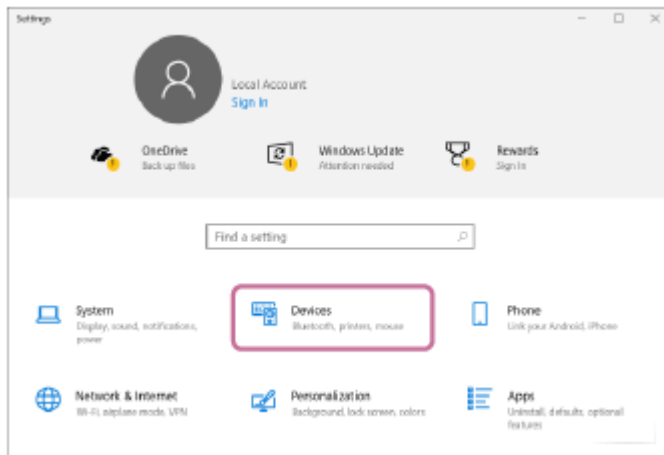 Settings
Local Account
Sign in
OneDrive
Back up files
Windows Update
Attention needed
Rewards
Sign in
Find a setting
System
Display, sound, notifications,
power
Devices
Bluetooth, printers, mouse
Phone
Link your Android, iPhone
Network & Internet
Wi-Fi, airplane mode, VPN
Personalization
Background, lock screen, colors
Apps
Uninstall, defaults, optional
features